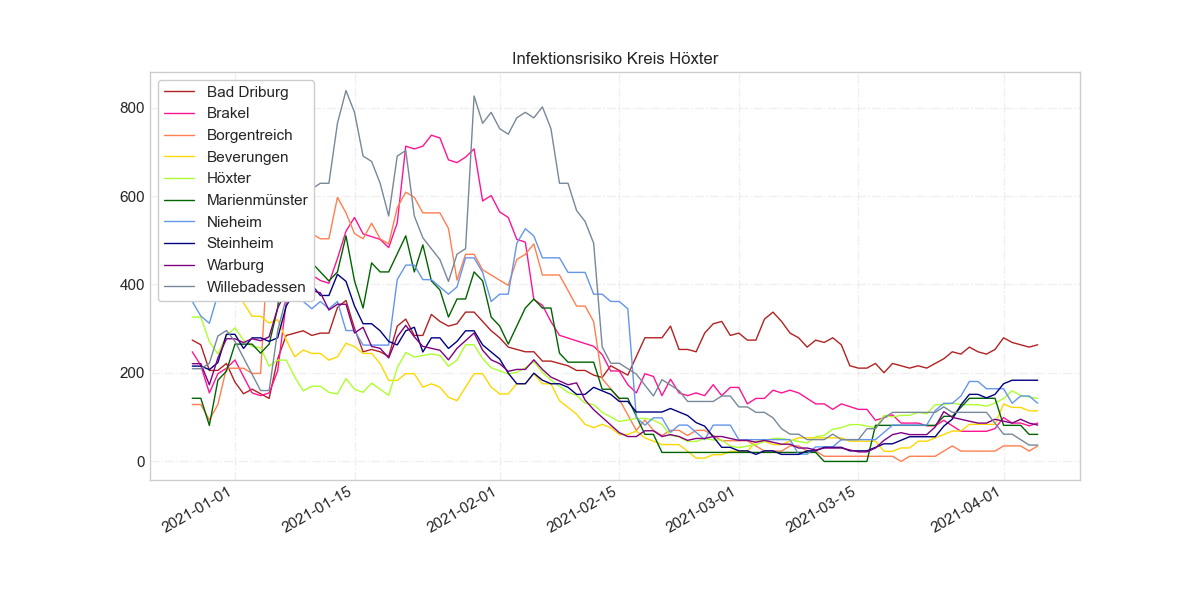 Infektionsrisiko Kreis Höxter
Bad Driburg
Brakel
Borgentreich
Beverungen
Höxter
Marienmünster
Nieheim
Steinheim
Warburg
Willebadessen
800
600
400
200
0
2021-01-01
2021-01-15
2021-02-01
2021-02-15
2021-03-01
2021-03-15
2021-04-01